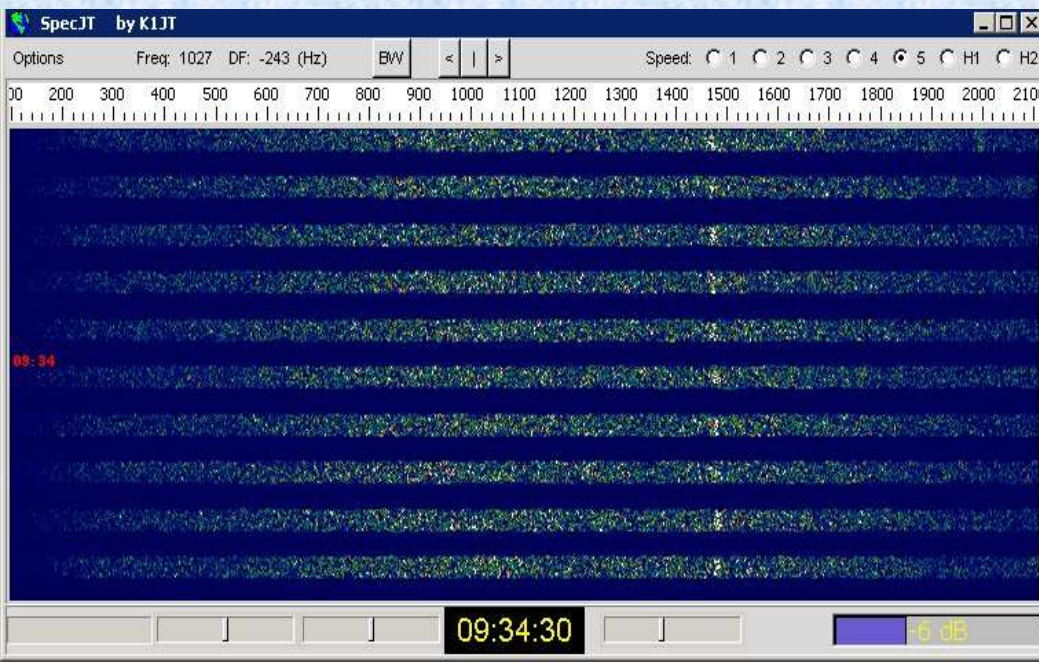 SpecJT by K1JT
Options Freq: 1027 DF: -243 (Hz) BW < | > Speed: 1 2 3 4 5 H1 H2
00 200 300 400 500 600 700 800 900 1000 1100 1200 1300 1400 1500 1600 1700 1800 1900 2000 2100
09:34
09:34:30 -6 dB